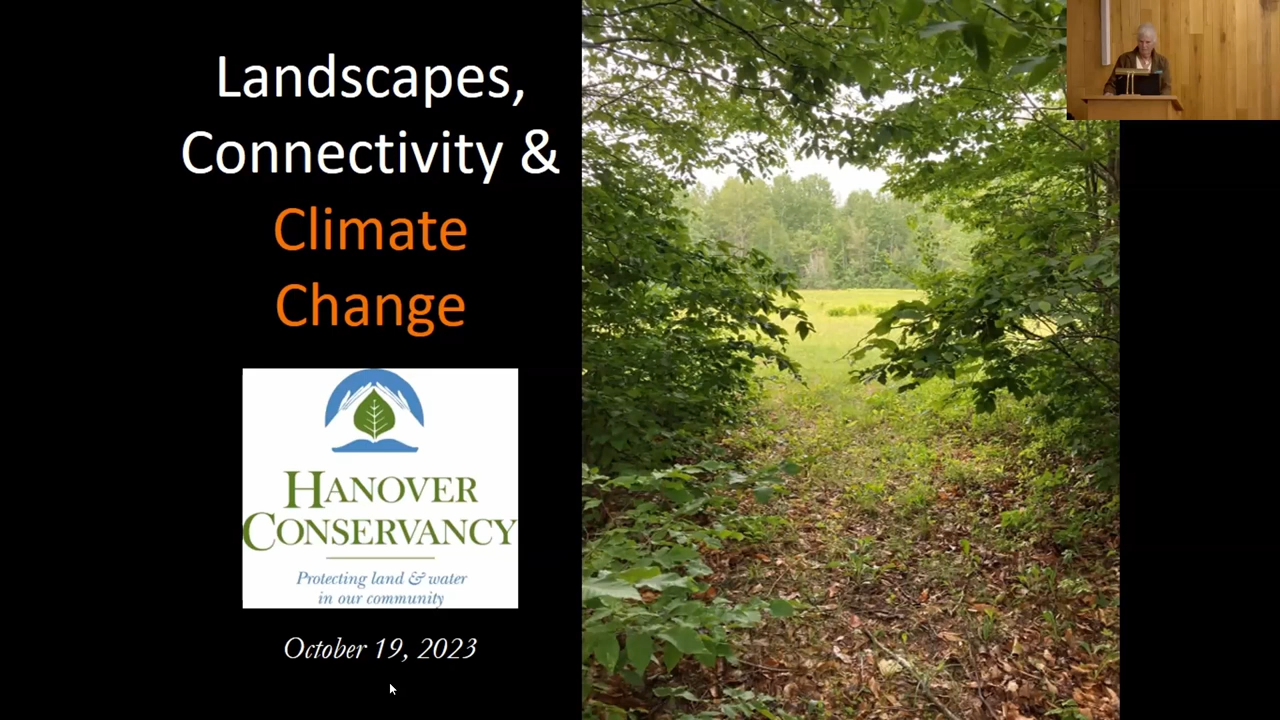 Landscapes,
Connectivity &
Climate
Change
HANOVER
CONSERVANCY
Protecting land & water
in our community
October 19, 2023